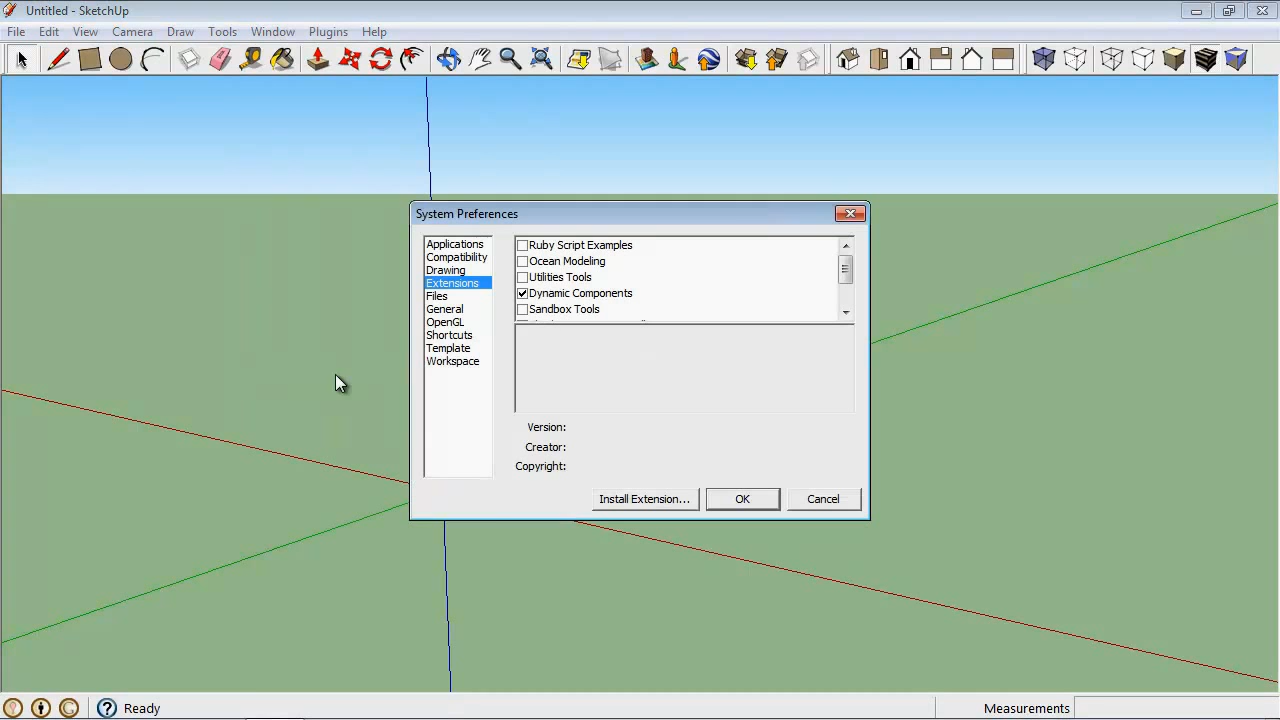 Untitled - SketchUp
File Edit View Camera Draw Tools Window Plugins Help
System Preferences
Applications
Compatibility
Drawing
Extensions
Files
General
OpenGL
Shortcuts
Template
Workspace
Ruby Script Examples
Ocean Modeling
Utilities Tools
Dynamic Components
Sandbox Tools
Version:
Creator:
Copyright:
Install Extension... OK Cancel
Ready Measurements